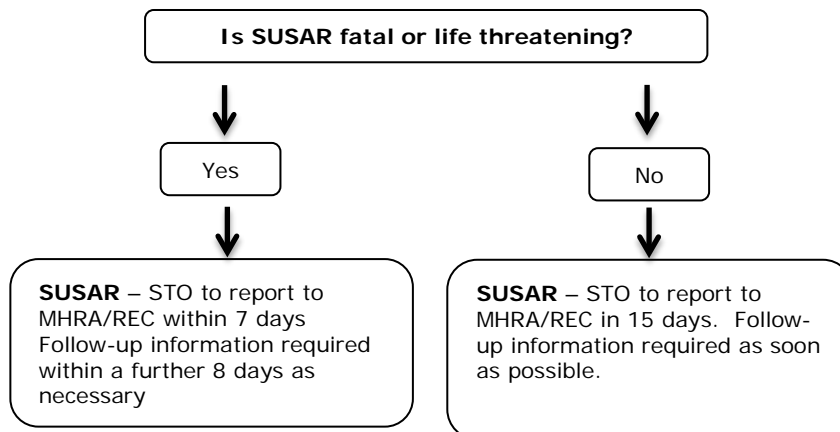 Is SUSAR fatal or life threatening?
Yes
No
SUSAR – STO to report to
MHRA/REC within 7 days
Follow-up information required
within a further 8 days as
necessary
SUSAR – STO to report to
MHRA/REC in 15 days.  Follow-
up information required as soon
as possible.